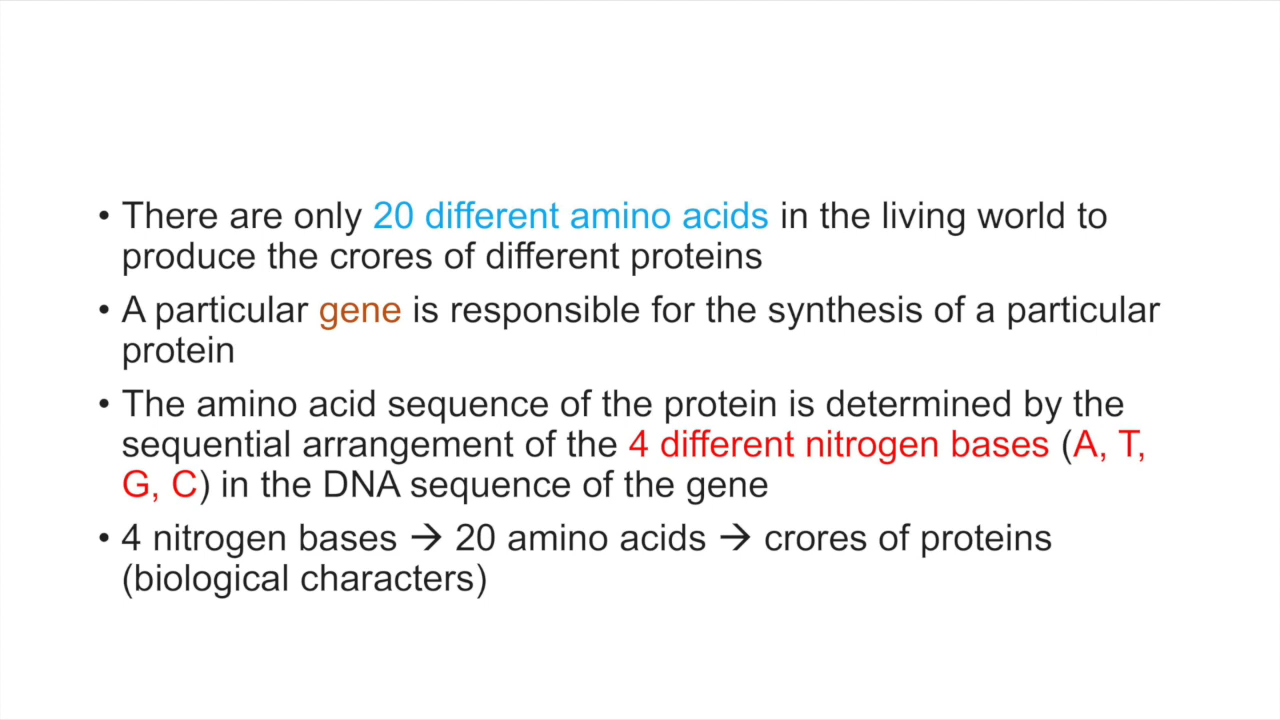 • There are only 20 different amino acids in the living world to
produce the crores of different proteins
• A particular gene is responsible for the synthesis of a particular
protein
• The amino acid sequence of the protein is determined by the
sequential arrangement of the 4 different nitrogen bases (A, T,
G, C) in the DNA sequence of the gene
• 4 nitrogen bases → 20 amino acids → crores of proteins
(biological characters)